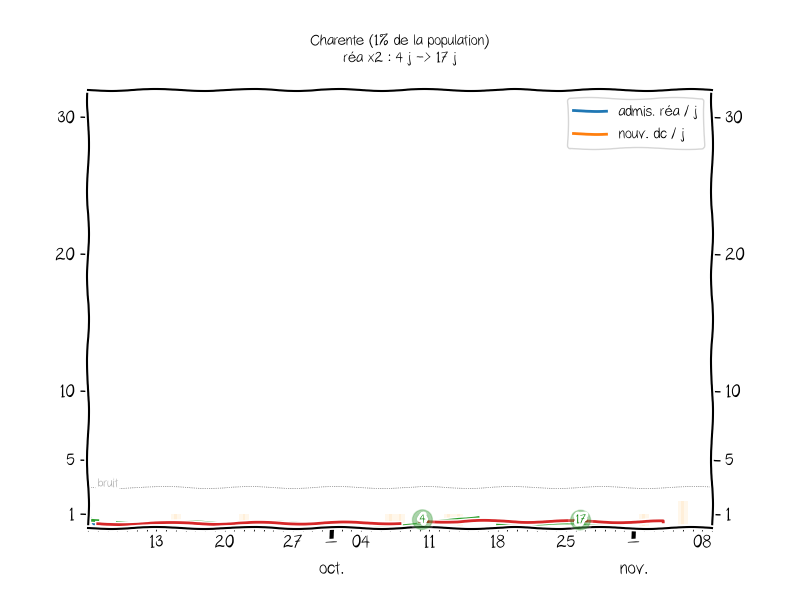 Charente (1% de la population)
réa x2 : 4 j -> 17 j
admis. réa / j
nouv. dc / j
30
30
20
20
10
10
5
5
bruit
1
1
4
17
13
20
27
04
11
18
25
08
oct.
nov.